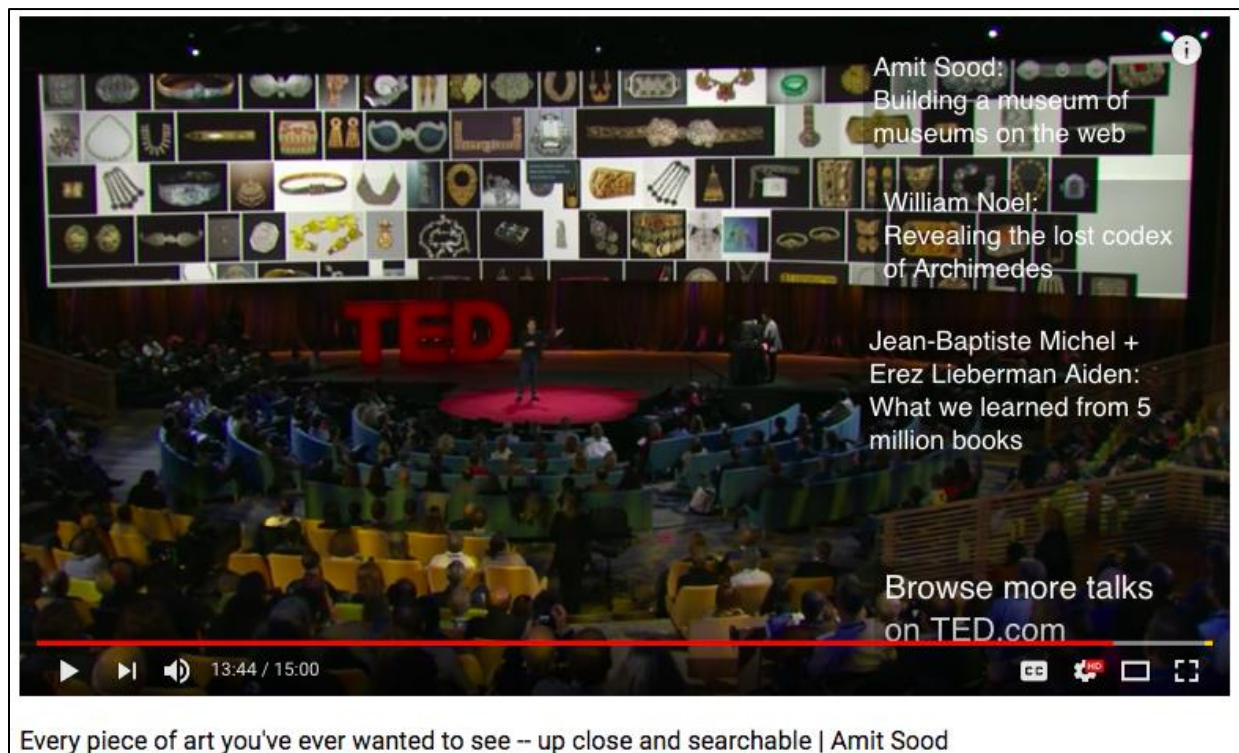 Amit Sood:
Building a museum of
museums on the web
William Noel:
Revealing the lost codex
of Archimedes
Jean-Baptiste Michel +
Erez Lieberman Aiden:
What we learned from 5
million books
TED
Browse more talks
on TED.com
13:44 / 15:00
CC
HD
Every piece of art you've ever wanted to see -- up close and searchable | Amit Sood